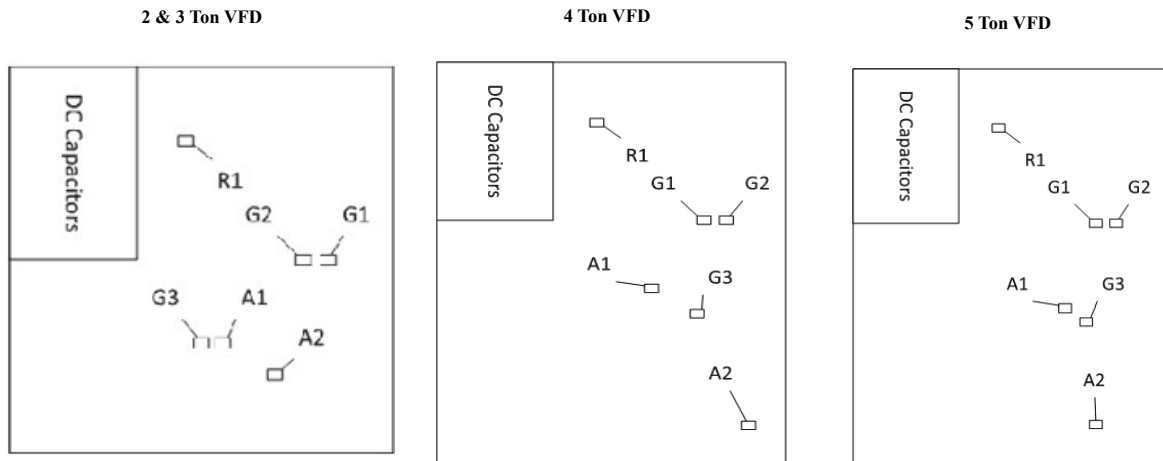 2 & 3 Ton VFD
DC Capacitors
R1
G2 G1
G3 A1
A2
4 Ton VFD
DC Capacitors
R1
G1 G2
A1 G3
A2
5 Ton VFD
DC Capacitors
R1
G1 G2
A1 G3
A2